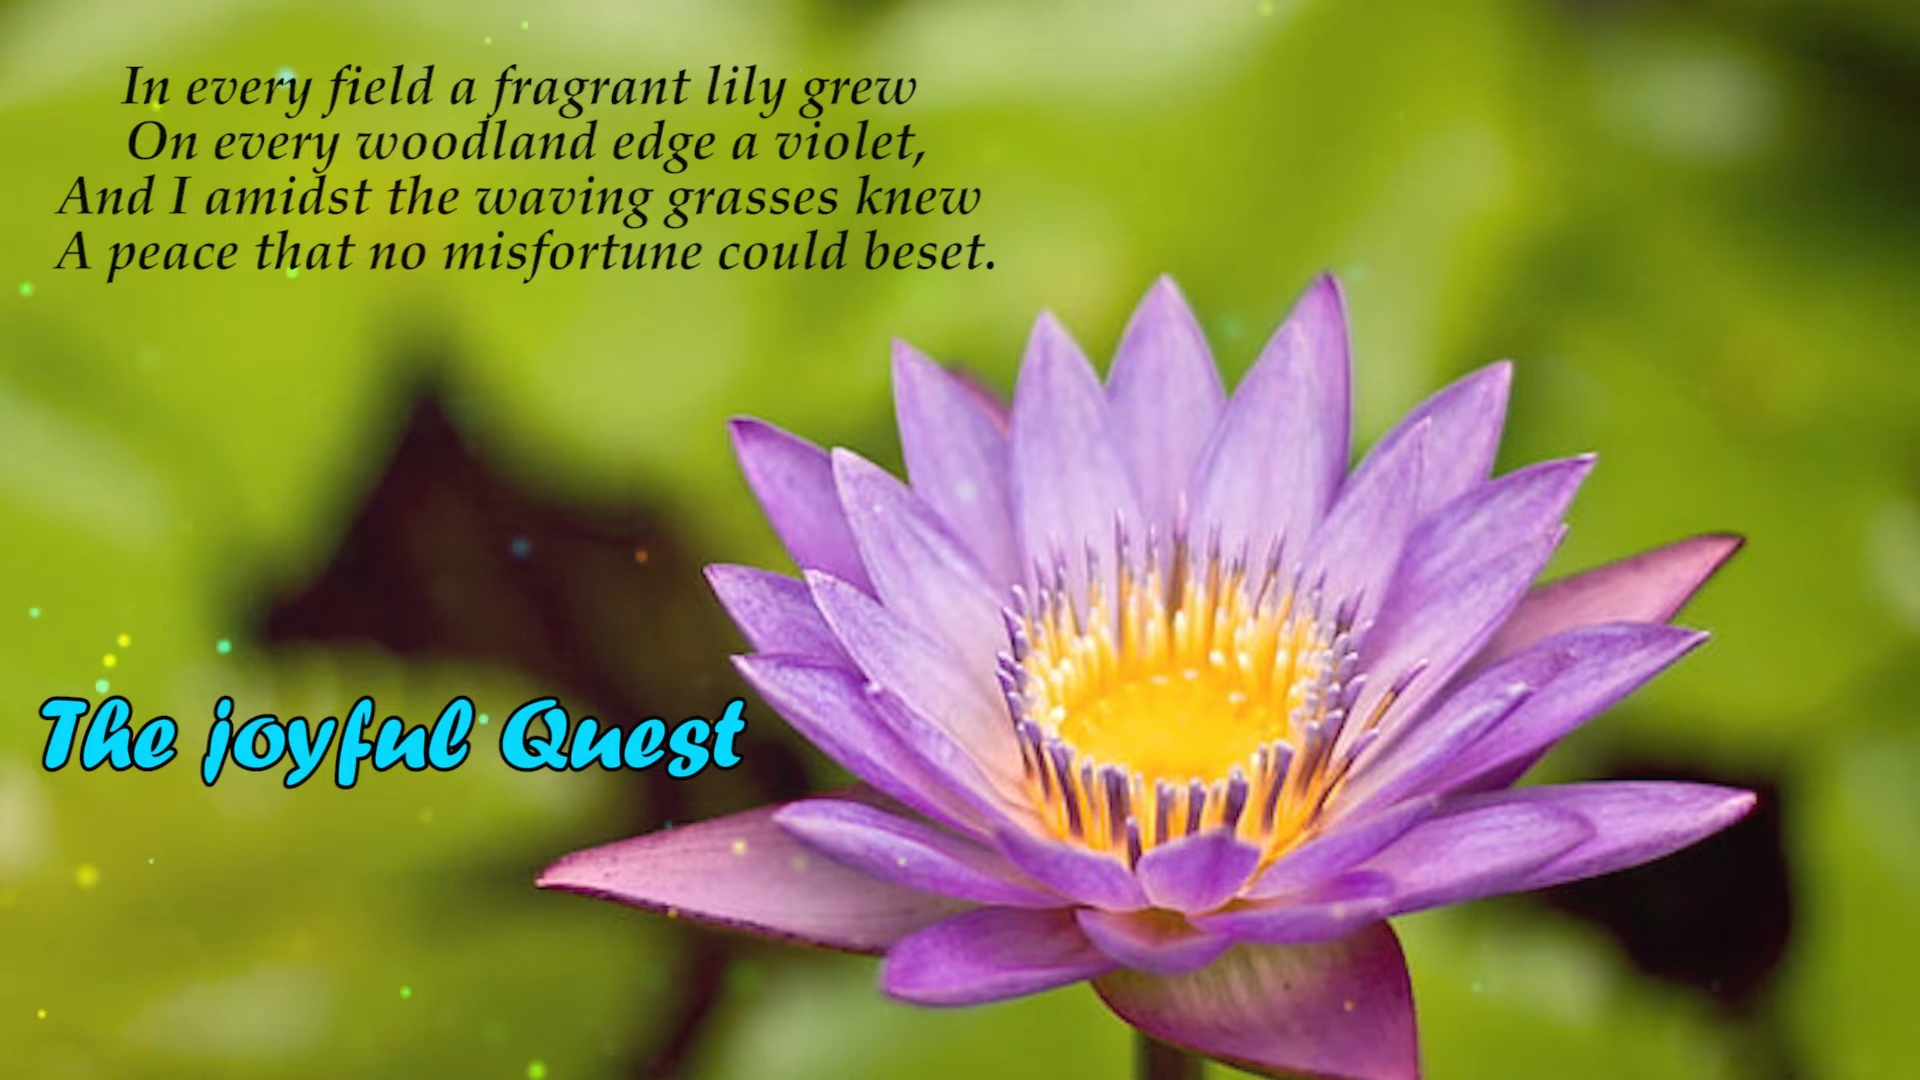 In every field a fragrant lily grew
On every woodland edge a violet,
And I amidst the waving grasses knew
A peace that no misfortune could beset.
The joyful Quest